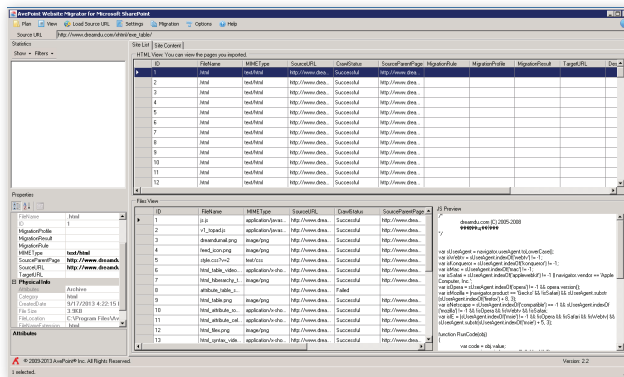 AvePoint Website Migrator for Microsoft SharePoint
Plan View Load Source URL Settings Migration Options Help
Source URL http://www.dreamdu.com/xhtml/exe_table/
Statistics
Show Filters
Site List Site Content
HTML View: You can view the pages you imported.
ID FileName MIMEType SourceURL CrawlStatus SourceParentPage MigrationRule MigrationProfile MigrationResult TargetURL
1 .html text/html http://www.drea... Successful http://www.drea...
2 .html text/html http://www.drea... Successful http://www.drea...
3 .html text/html http://www.drea... Successful http://www.drea...
4 .html text/html http://www.drea... Successful http://www.drea...
5 .html text/html http://www.drea... Successful http://www.drea...
6 .html text/html http://www.drea... Successful http://www.drea...
7 .html text/html http://www.drea... Successful http://www.drea...
8 .html text/html http://www.drea... Successful http://www.drea...
9 .html text/html http://www.drea... Successful http://www.drea...
10 .html text/html http://www.drea... Successful http://www.drea...
11 .html text/html http://www.drea... Successful http://www.drea...
12 .html text/html http://www.drea... Successful http://www.drea...
Properties
FileName .html
ID 1
MigrationProfile
MigrationResult
MigrationRule
MIMEType text/html
SourceParentPage http://www.dreamdu
SourceURL http://www.dreamdu
TargetURL
Physical Info
Attributes Archive
Category html
CreatedDate 9/17/2013 4:22:15
File Size 3.9KB
FileLocation C:\Program Files\Ave
FileNameExtension .html
Attributes
Files View
ID FileName MIMEType SourceURL CrawlStatus SourceParentPage
1 js.js application/javas... http://www.drea... Successful http://www.drea...
2 v1_topad.js application/javas... http://www.drea... Successful http://www.drea...
3 dreamdumail.png image/png http://www.drea... Successful http://www.drea...
4 feed_icon.png image/png http://www.drea... Successful http://www.drea...
5 style.css?v=2 text/css http://www.drea... Successful http://www.drea...
6 html_table_video... application/x-sho... http://www.drea... Successful http://www.drea...
7 html_hiberarchy_t... image/png http://www.drea... Successful http://www.drea...
8 attribute_table_s... http://www.drea... Failed http://www.drea...
9 html_table.png image/png http://www.drea... Successful http://www.drea...
10 html_attribute_ro... application/x-sho... http://www.drea... Successful http://www.drea...
11 html_attribute_cel... application/x-sho... http://www.drea... Successful http://www.drea...
12 html_files.png image/png http://www.drea... Successful http://www.drea...
13 html_syntax_vide... application/x-sho... http://www.drea... Successful http://www.drea...
JS Preview
/*
dreamdu.com (C) 2005-2008
*/
var sUserAgent = navigator.userAgent.toLowerCase();
function RunCode(obj)
{
var code = obj.value;
© 2009-2013 AvePoint® Inc. All Rights Reserved. Version: 2.2
1 selected.